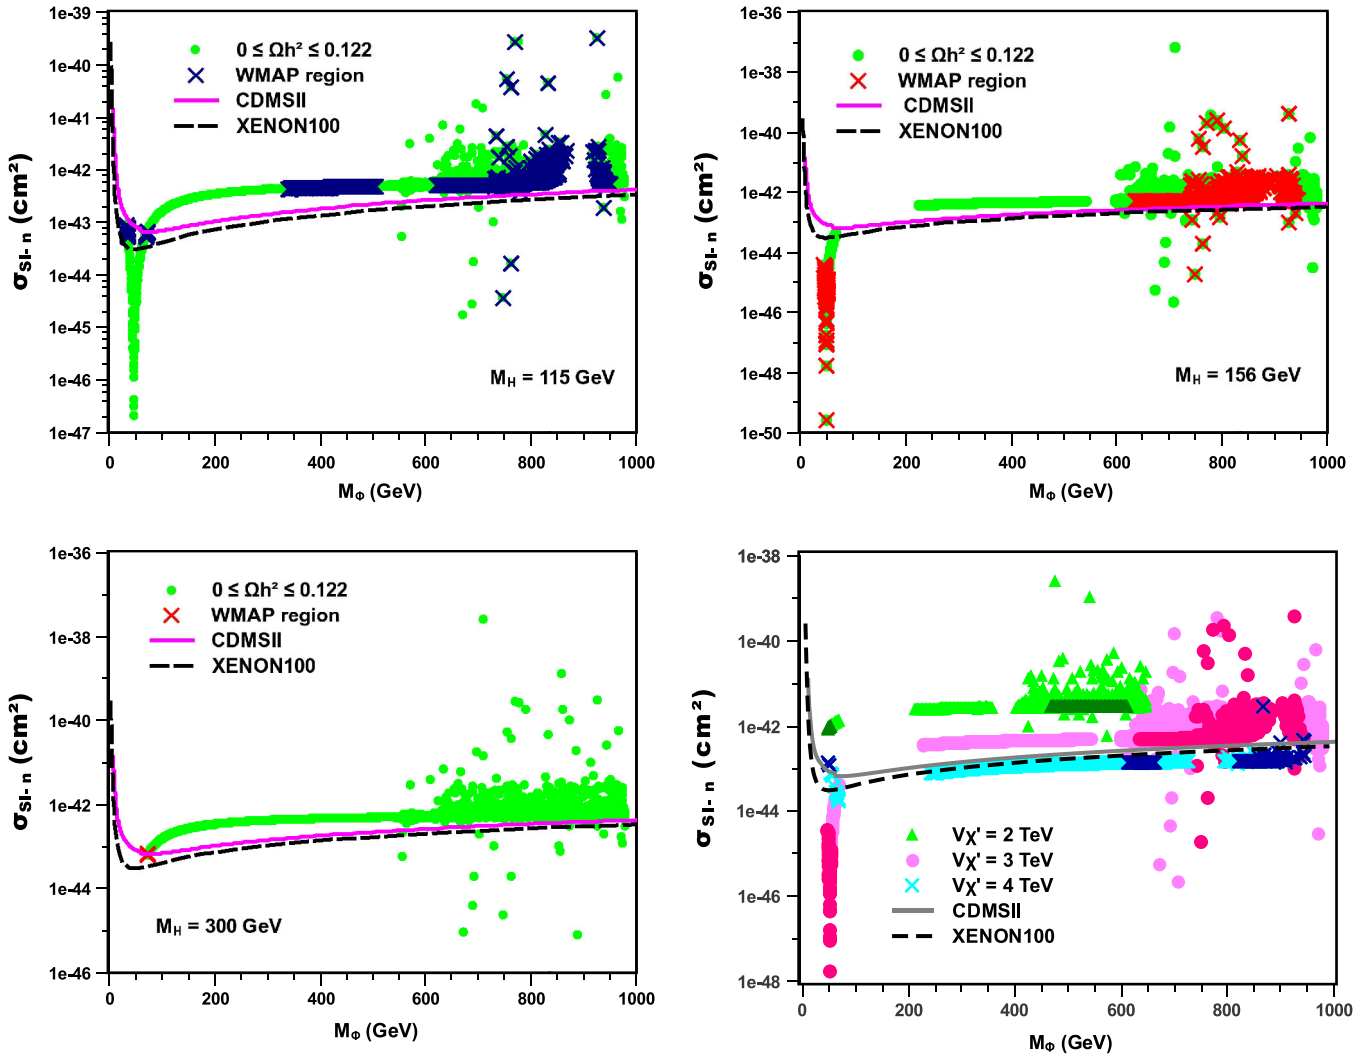 1e-39
1e-40
1e-41
1e-42
1e-43
1e-44
1e-45
1e-46
1e-47
σSI-n (cm²)
0 ≤ Ωh² ≤ 0.122
WMAP region
CDMSII
XENON100
M_H = 115 GeV
0 200 400 600 800 1000
M_Φ (GeV)
1e-36
1e-38
1e-40
1e-42
1e-44
1e-46
1e-48
1e-50
σSI-n (cm²)
0 ≤ Ωh² ≤ 0.122
WMAP region
CDMSII
XENON100
M_H = 156 GeV
0 200 400 600 800 1000
M_Φ (GeV)
1e-36
1e-38
1e-40
1e-42
1e-44
1e-46
σSI-n (cm²)
0 ≤ Ωh² ≤ 0.122
WMAP region
CDMSII
XENON100
M_H = 300 GeV
0 200 400 600 800 1000
M_Φ (GeV)
1e-38
1e-40
1e-42
1e-44
1e-46
1e-48
σSI-n (cm²)
Vχ' = 2 TeV
Vχ' = 3 TeV
Vχ' = 4 TeV
CDMSII
XENON100
0 200 400 600 800 1000
M_Φ (GeV)